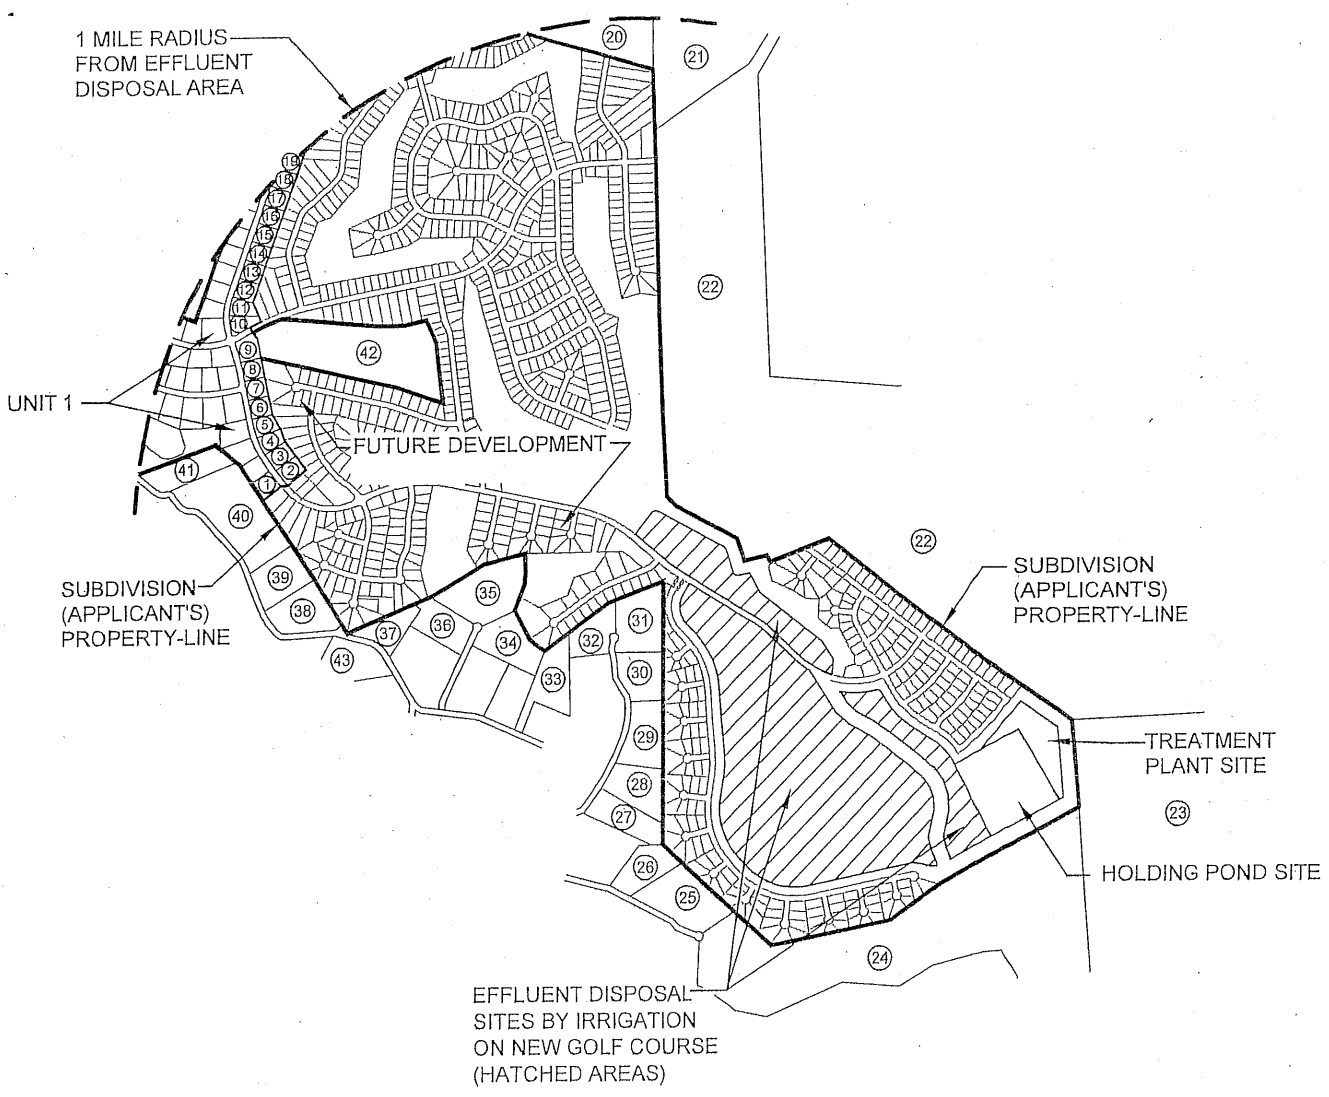 1 MILE RADIUS
FROM EFFLUENT
DISPOSAL AREA
20
21
19
18
17
16
15
14
13
12
11
10
22
42
9
8
7
6
5
4
3
2
1
UNIT 1
FUTURE DEVELOPMENT
41
40
39
38
SUBDIVISION
(APPLICANT'S)
PROPERTY-LINE
22
SUBDIVISION
(APPLICANT'S)
PROPERTY-LINE
35
36
37
34
43
33
32
31
30
29
28
27
26
25
TREATMENT
PLANT SITE
23
HOLDING POND SITE
24
EFFLUENT DISPOSAL
SITES BY IRRIGATION
ON NEW GOLF COURSE
(HATCHED AREAS)